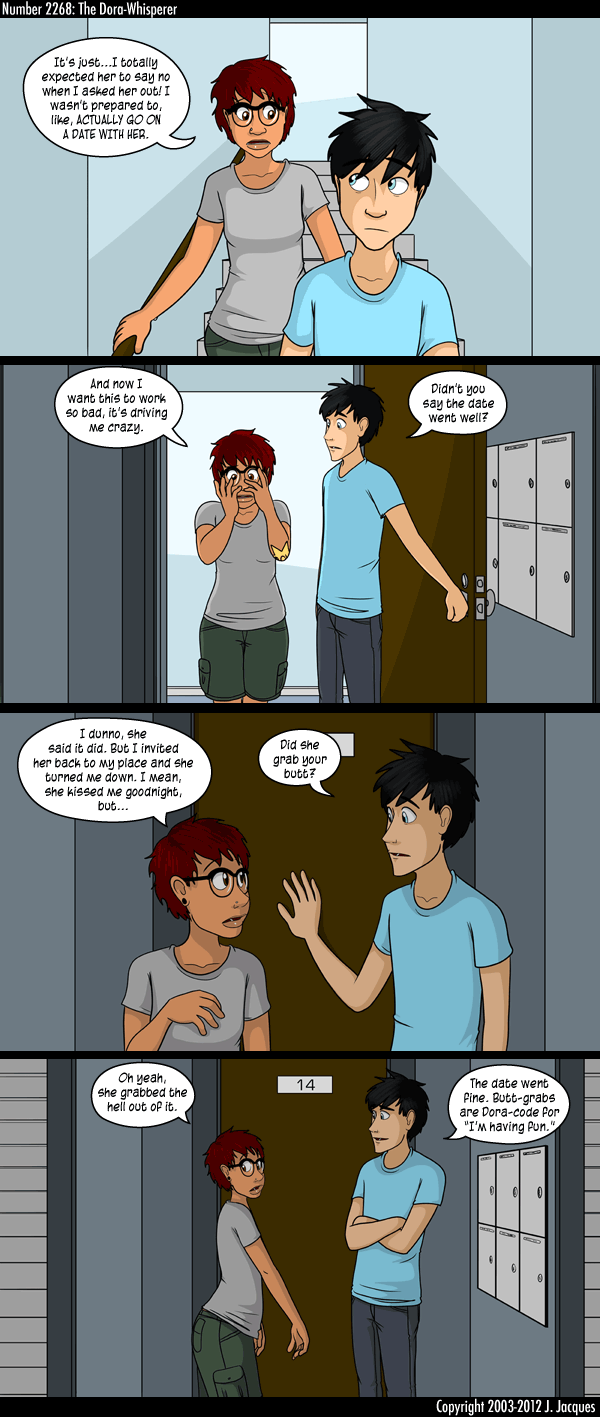 Number 2268: The Dora-Whisperer
It's just...I totally
expected her to say no
when I asked her out! I
wasn't prepared to,
like, ACTUALLY GO ON
A DATE WITH HER.
And now I
want this to work
so bad, it's driving
me crazy.
Didn't you
say the date
went well?
I dunno, she
said it did. But I invited
her back to my place and she
turned me down. I mean,
she kissed me goodnight,
but...
Did she
grab your
butt?
Oh yeah,
she grabbed the
hell out of it.
14
The date went
fine. Butt-grabs
are Dora-code for
"I'm having fun."
Copyright 2003-2012 J. Jacques